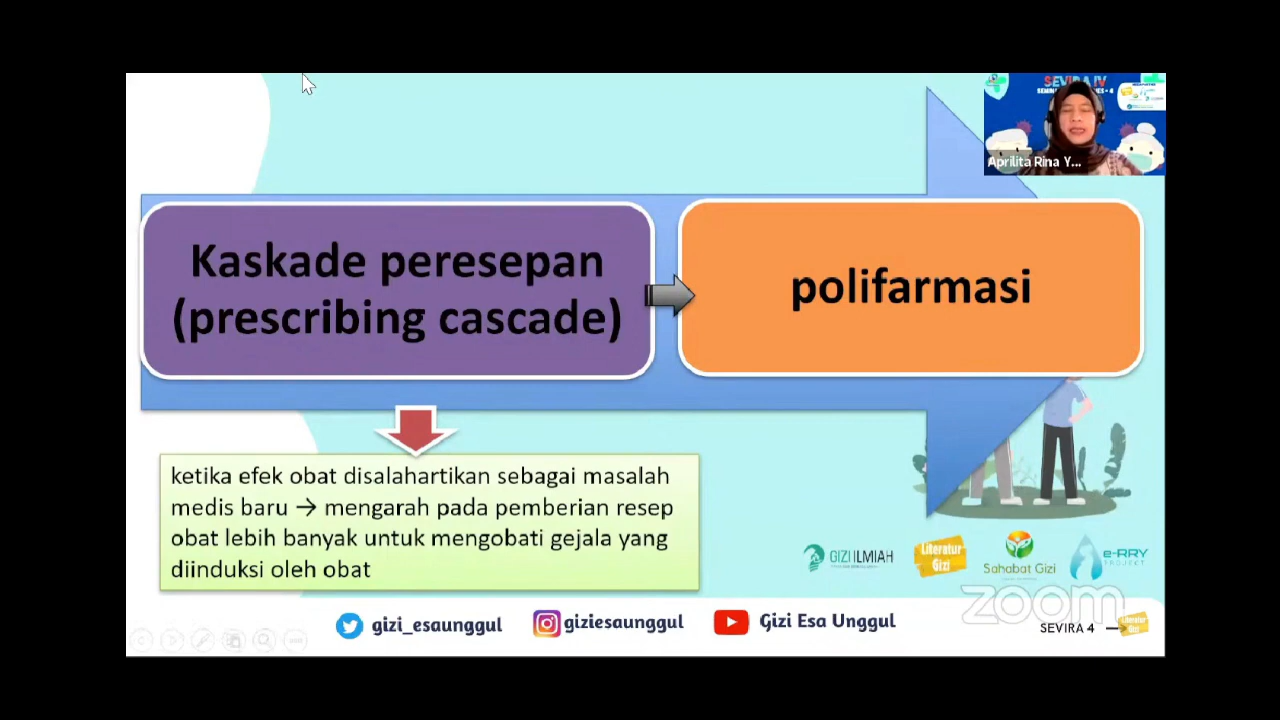 SEVIRA IV
Aprilita Rina Y...
Kaskade peresepan
(prescribing cascade)
polifarmasi
ketika efek obat disalahartikan sebagai masalah
medis baru → mengarah pada pemberian resep
obat lebih banyak untuk mengobati gejala yang
diinduksi oleh obat
GIZI ILMIAH
Literatur
Gizi
Sahabat Gizi
e-RRY
PROJECT
zoom
gizi_esaunggul
giziesaunggul
Gizi Esa Unggul
SEVIRA 4